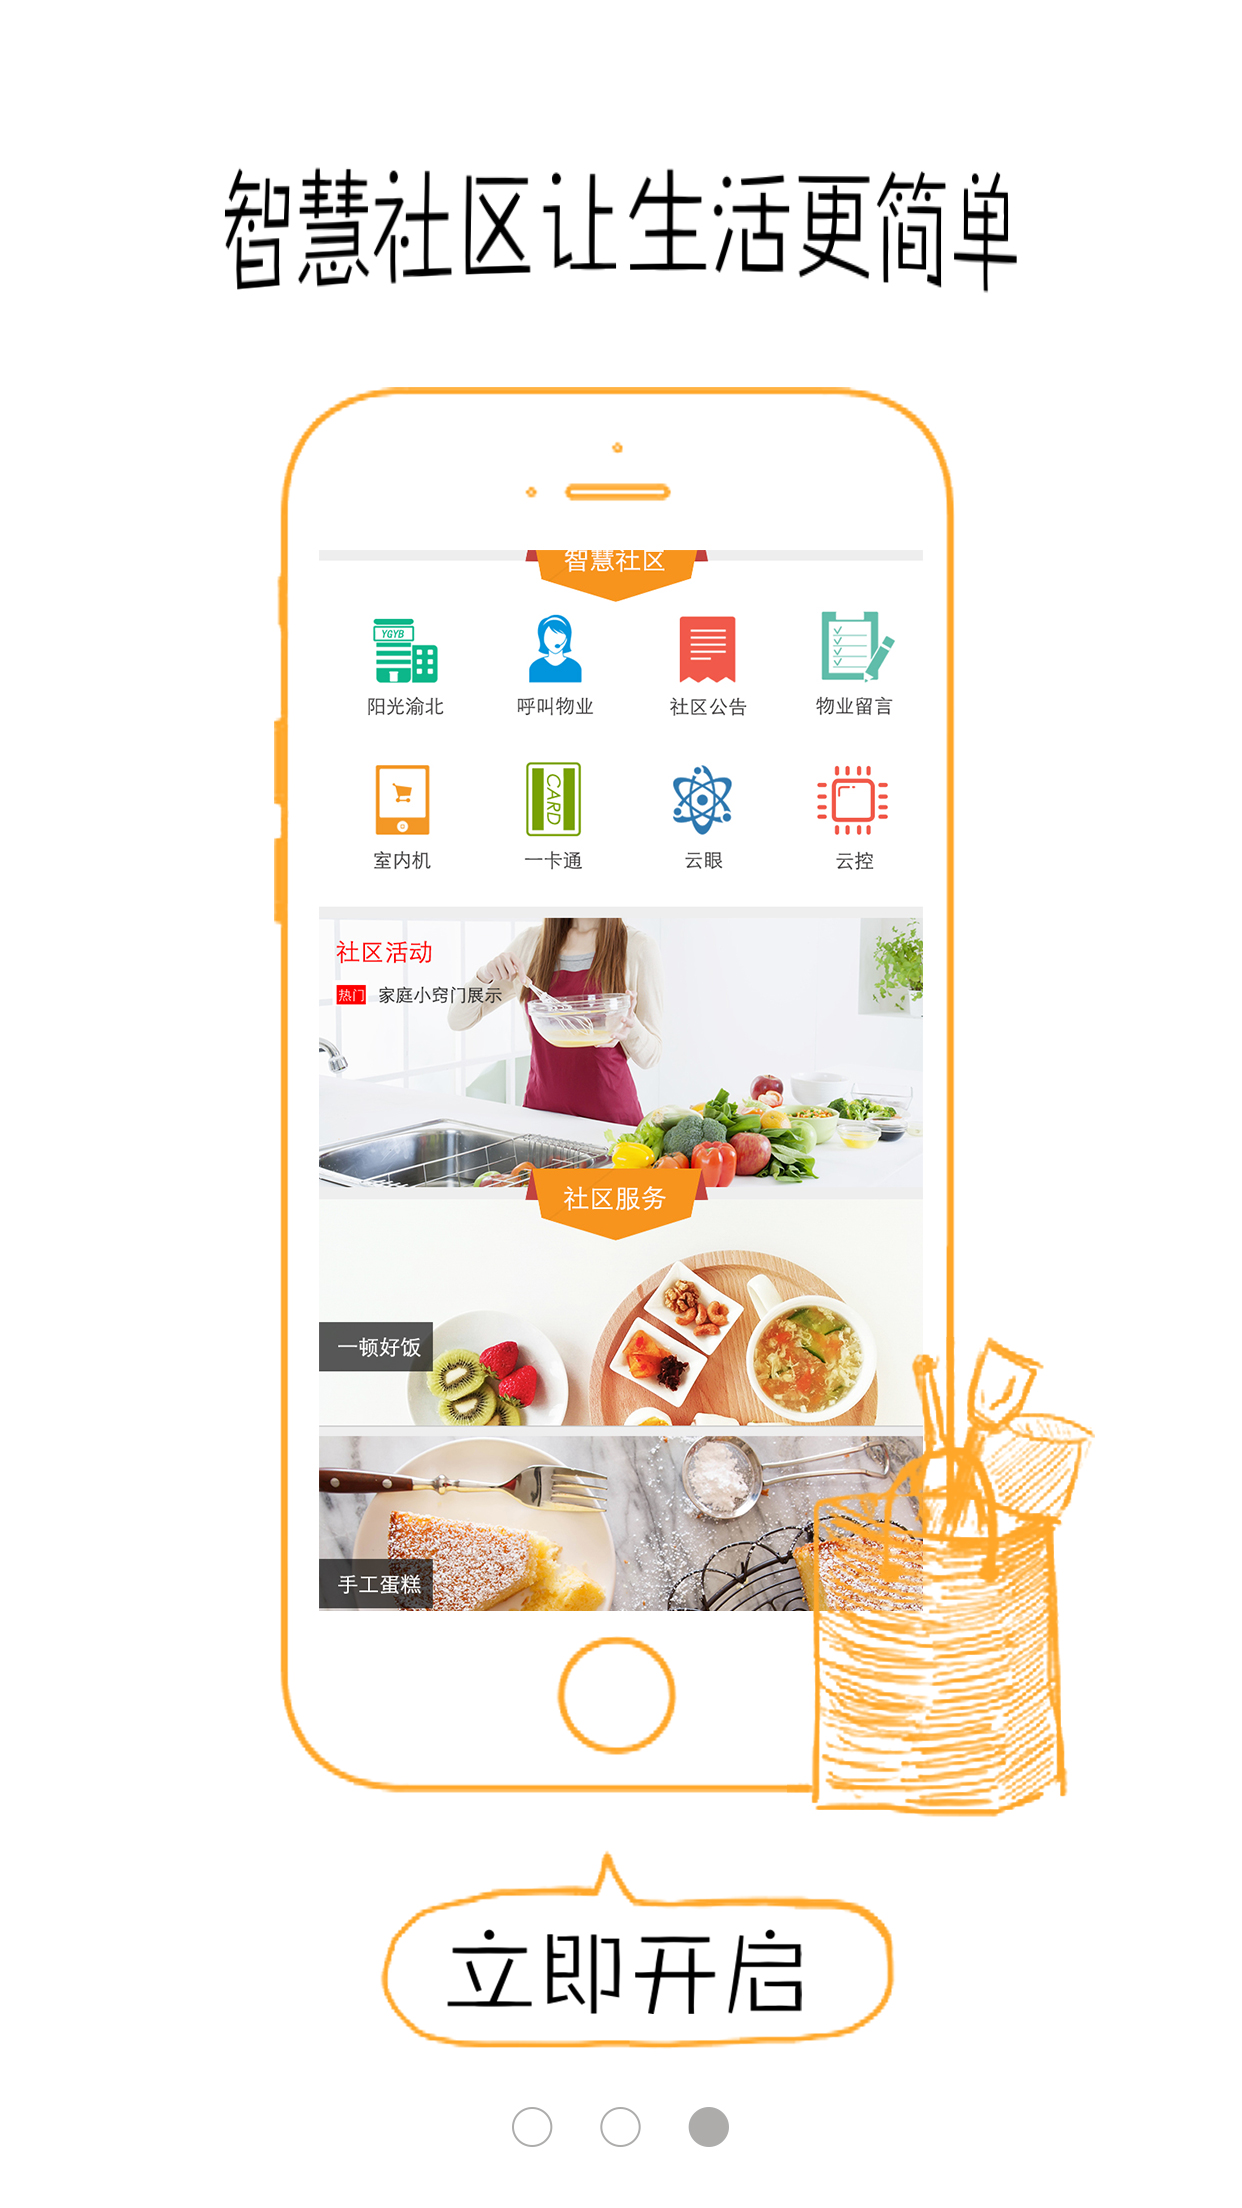 智慧社区让生活更简单
智慧社区
YGYB
阳光渝北 呼叫物业 社区公告 物业留言
CARD
室内机 一卡通 云眼 云控
社区活动
热门 家庭小窍门展示
社区服务
一顿好饭
手工蛋糕
立即开启